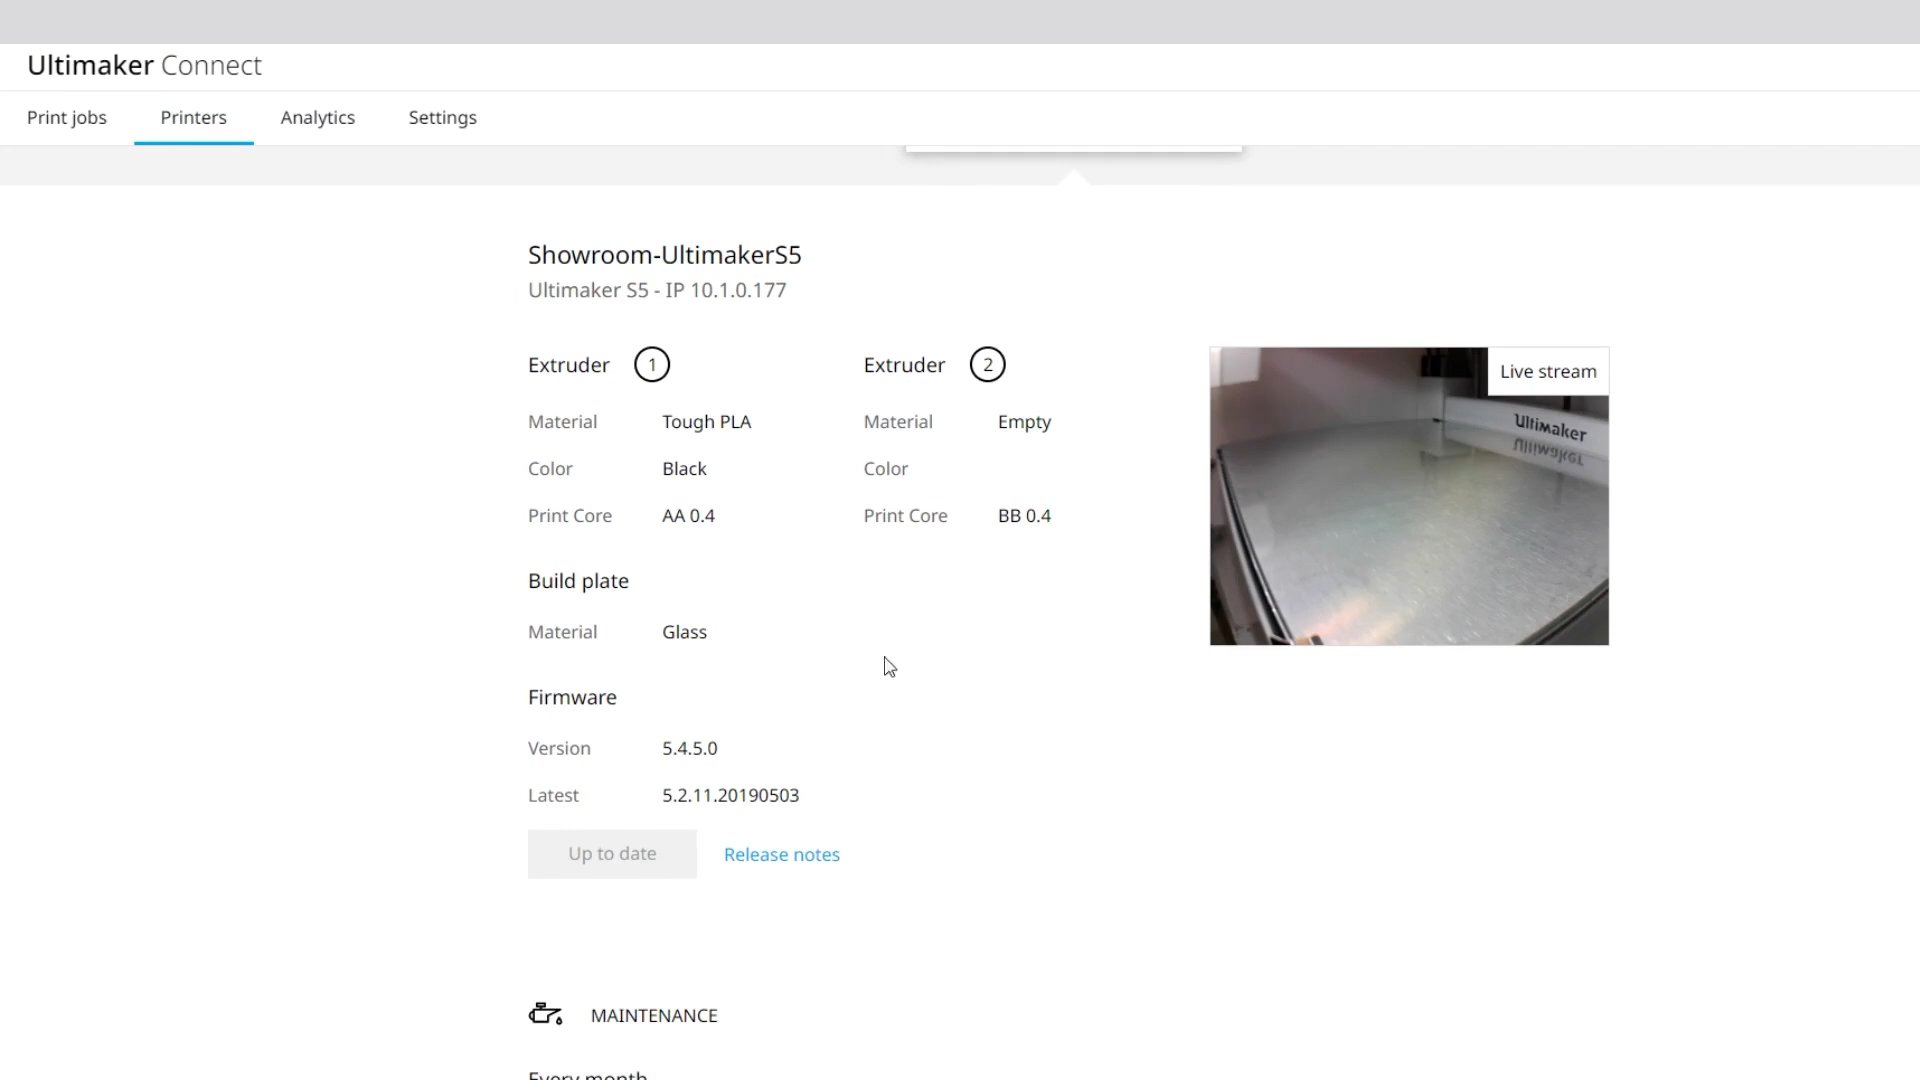 Ultimaker Connect
Print jobs Printers Analytics Settings
Showroom-UltimakerS5
Ultimaker S5 - IP 10.1.0.177
Extruder 1 Extruder 2
Live stream
Material Tough PLA Material Empty
Ultimaker
Color Black Color
Print Core AA 0.4 Print Core BB 0.4
Build plate
Material Glass
Firmware
Version 5.4.5.0
Latest 5.2.11.20190503
Up to date Release notes
MAINTENANCE
Every month